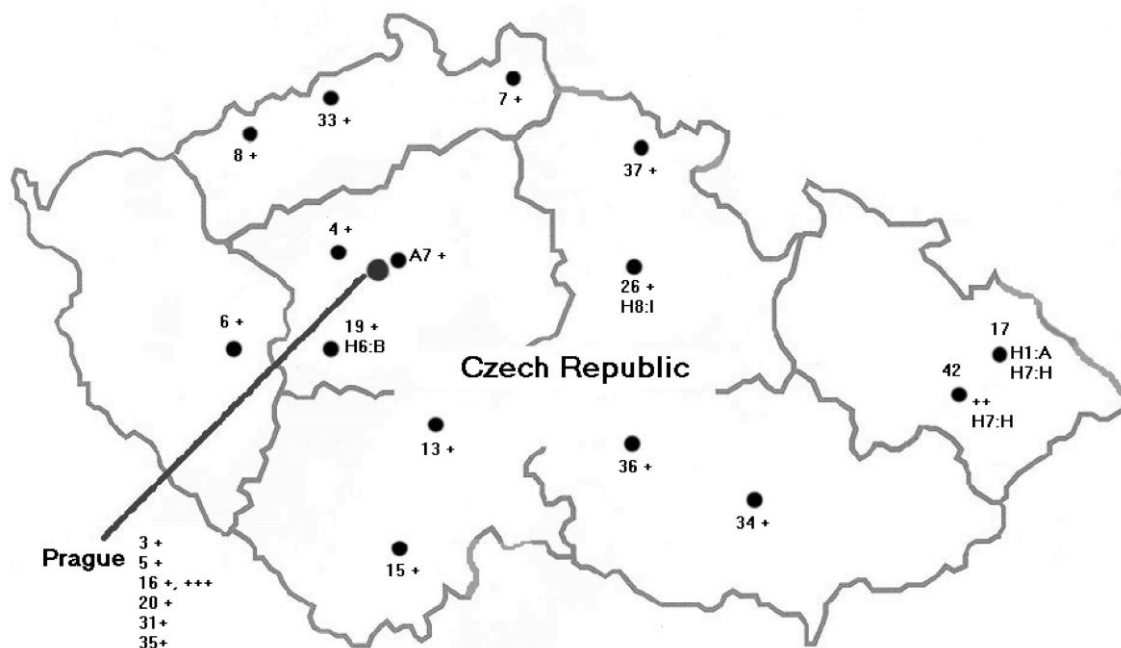 7 +
33 +
8 +
37 +
4 +
A7 +
26 +
H8:I
6 +
19 +
H6:B
17
H1:A
H7:H
Czech Republic
42
++
H7:H
13 +
36 +
34 +
15 +
Prague
3 +
5 +
16 +, +++
20 +
31 +
35+